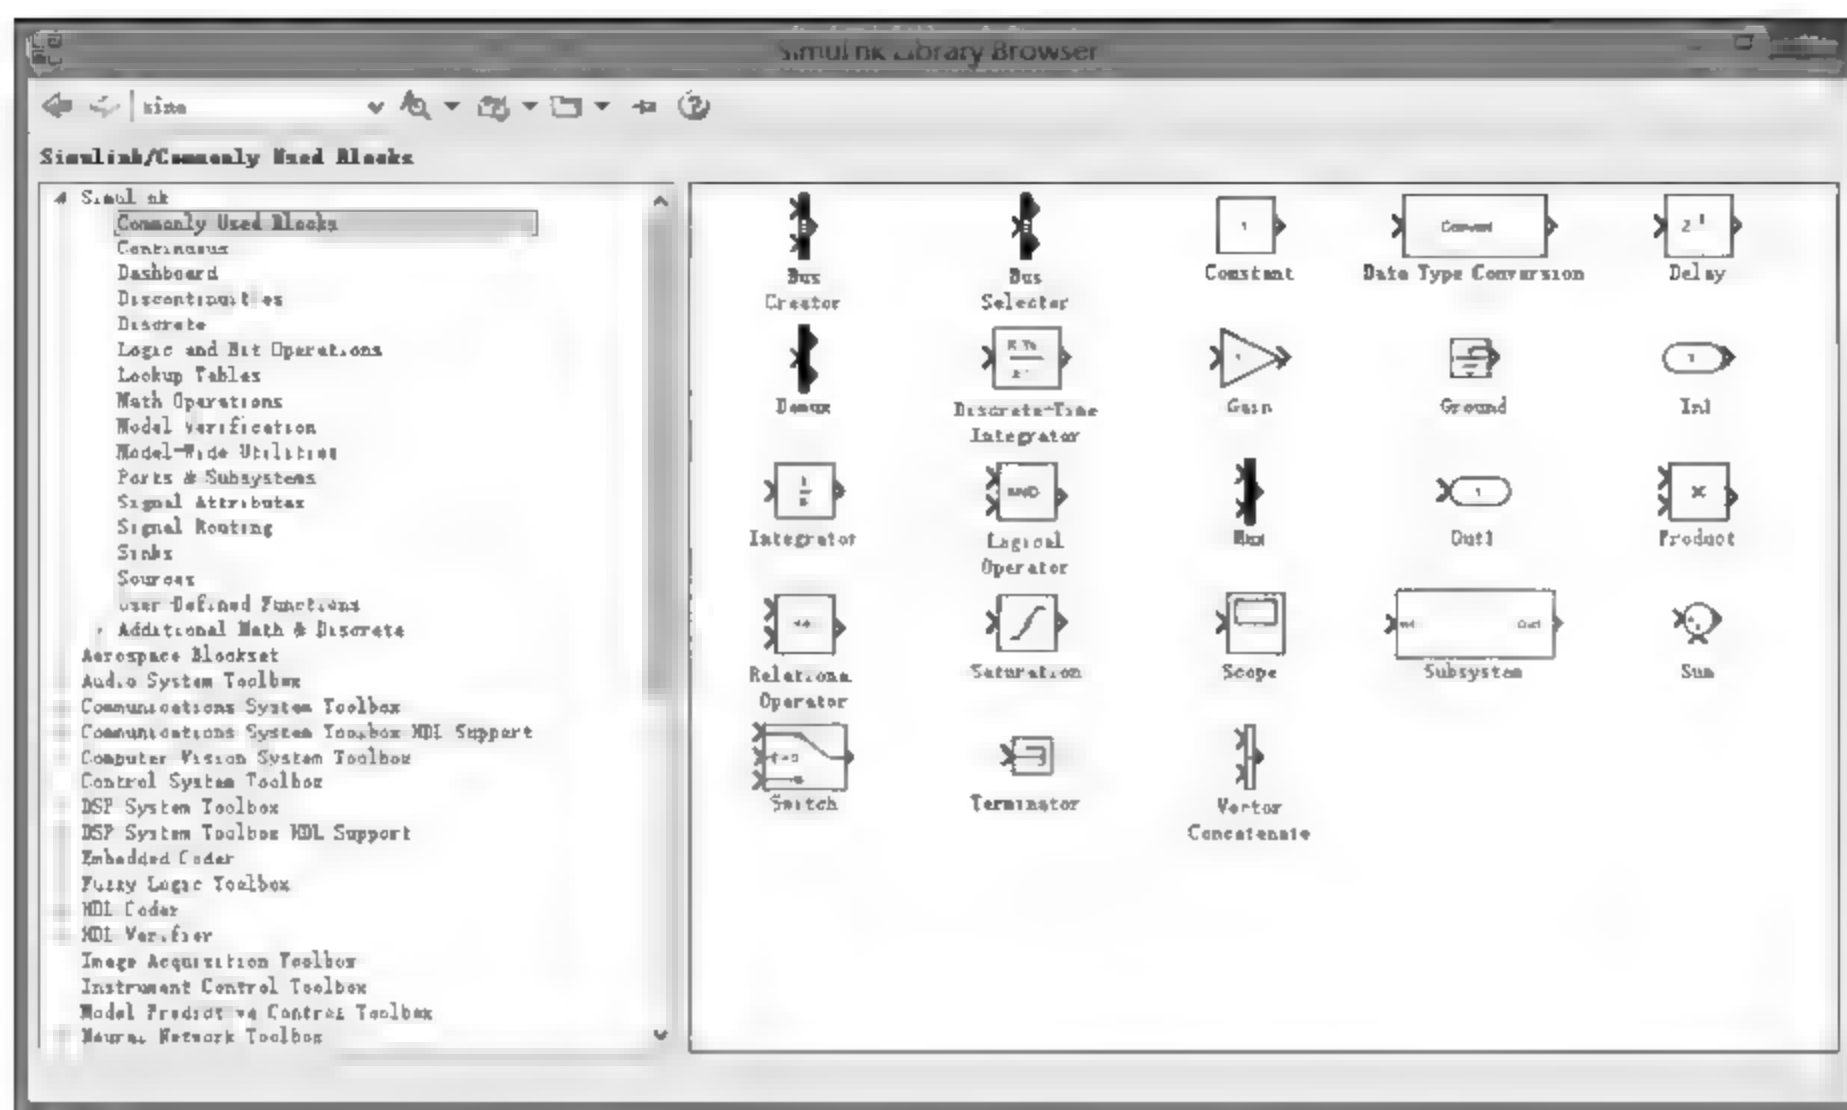 Simulink Library Browser
sine
Simulink/Commonly Used Blocks
Simulink
Commonly Used Blocks
Continuous
Dashboard
Discontinuities
Discrete
Logic and Bit Operations
Lookup Tables
Math Operations
Model Verification
Model-Wide Utilities
Ports & Subsystems
Signal Attributes
Signal Routing
Sinks
Sources
User-Defined Functions
Additional Math & Discrete
Aerospace Blockset
Audio System Toolbox
Communications System Toolbox
Communications System Toolbox HDL Support
Computer Vision System Toolbox
Control System Toolbox
DSP System Toolbox
DSP System Toolbox HDL Support
Embedded Coder
Fuzzy Logic Toolbox
HDL Coder
HDL Verifier
Image Acquisition Toolbox
Instrument Control Toolbox
Model Predictive Control Toolbox
Neural Network Toolbox
1 Convert
Bus Creator
Bus Selector
Constant
Data Type Conversion
Delay
1 1
Demux
Discrete-Time Integrator
Gain
Ground
In1
AND 1 ×
Integrator
Logical Operator
Mux
Out1
Product
Relational Operator
Saturation
Scope
Subsystem
Sum
Switch
Terminator
Vector Concatenate